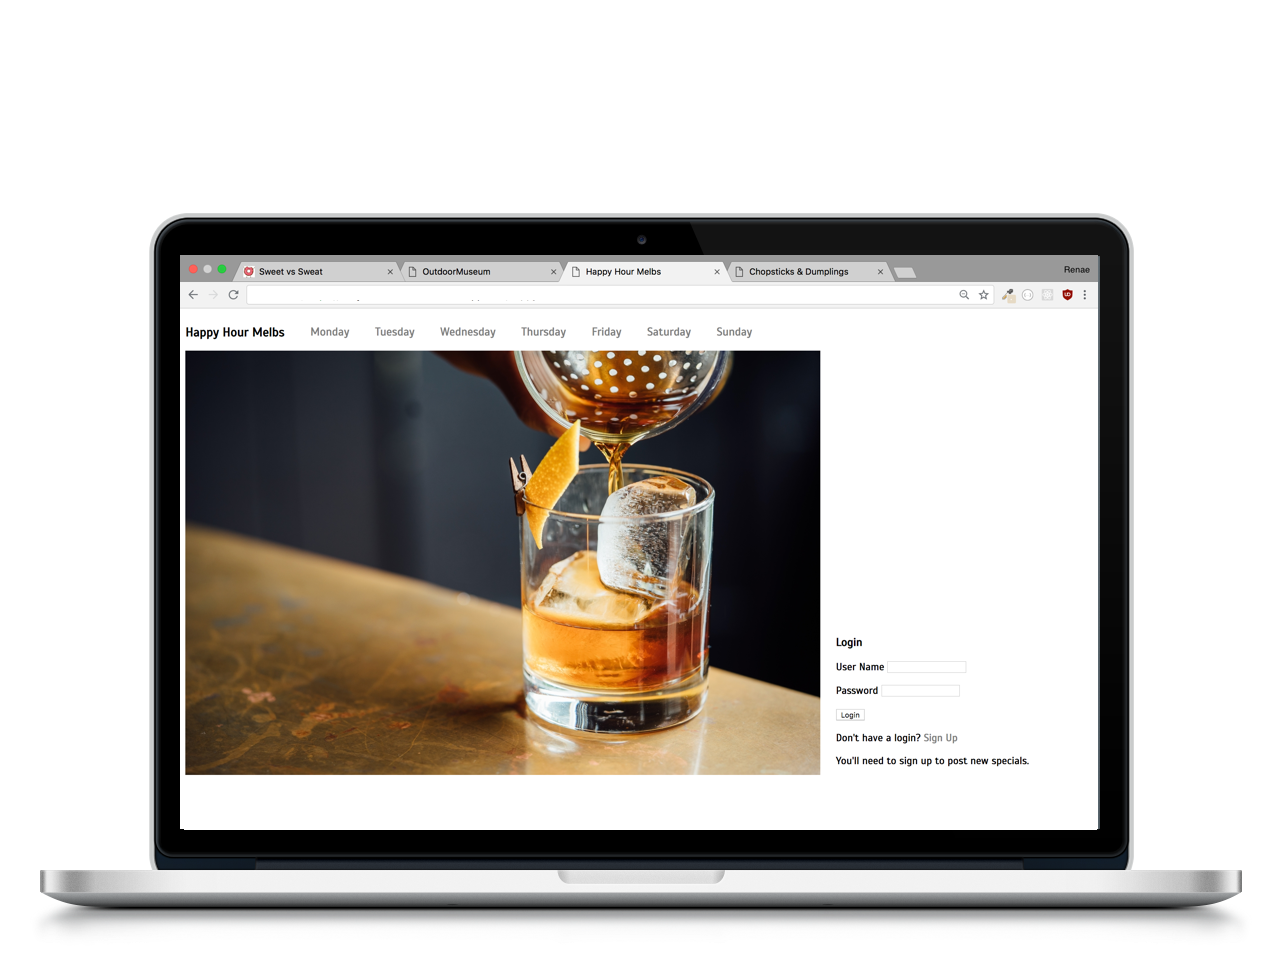 Sweet vs Sweat
OutdoorMuseum
Happy Hour Melbs
Chopsticks & Dumplings
Renae
Happy Hour Melbs Monday Tuesday Wednesday Thursday Friday Saturday Sunday
Login
User Name
Password
Login
Don't have a login? Sign Up
You'll need to sign up to post new specials.